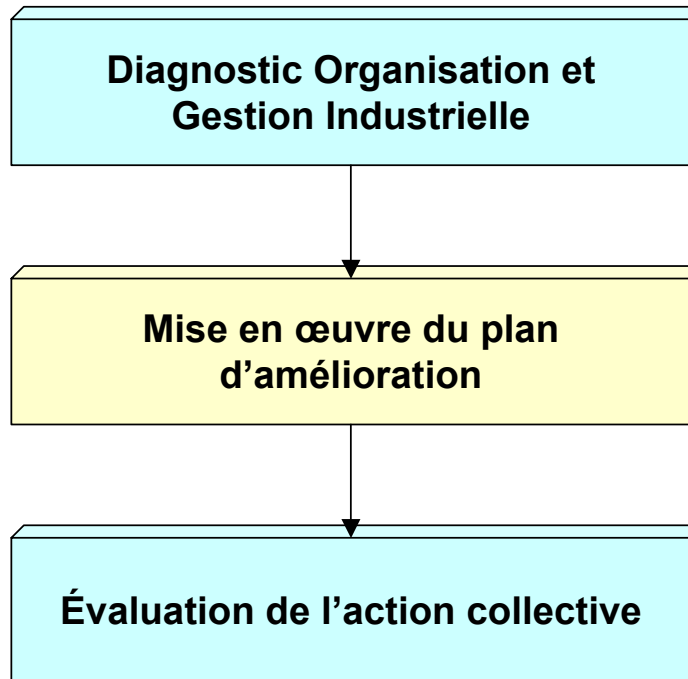 Diagnostic Organisation et
Gestion Industrielle
Mise en œuvre du plan
d’amélioration
Évaluation de l’action collective